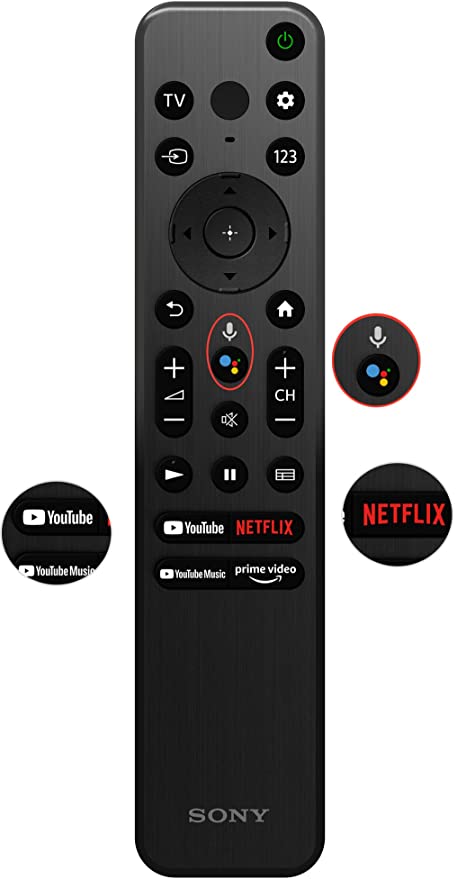 TV
123
+ +
CH
− −
YouTube NETFLIX
YouTube Music prime video
SONY
YouTube
YouTube Music
NETFLIX